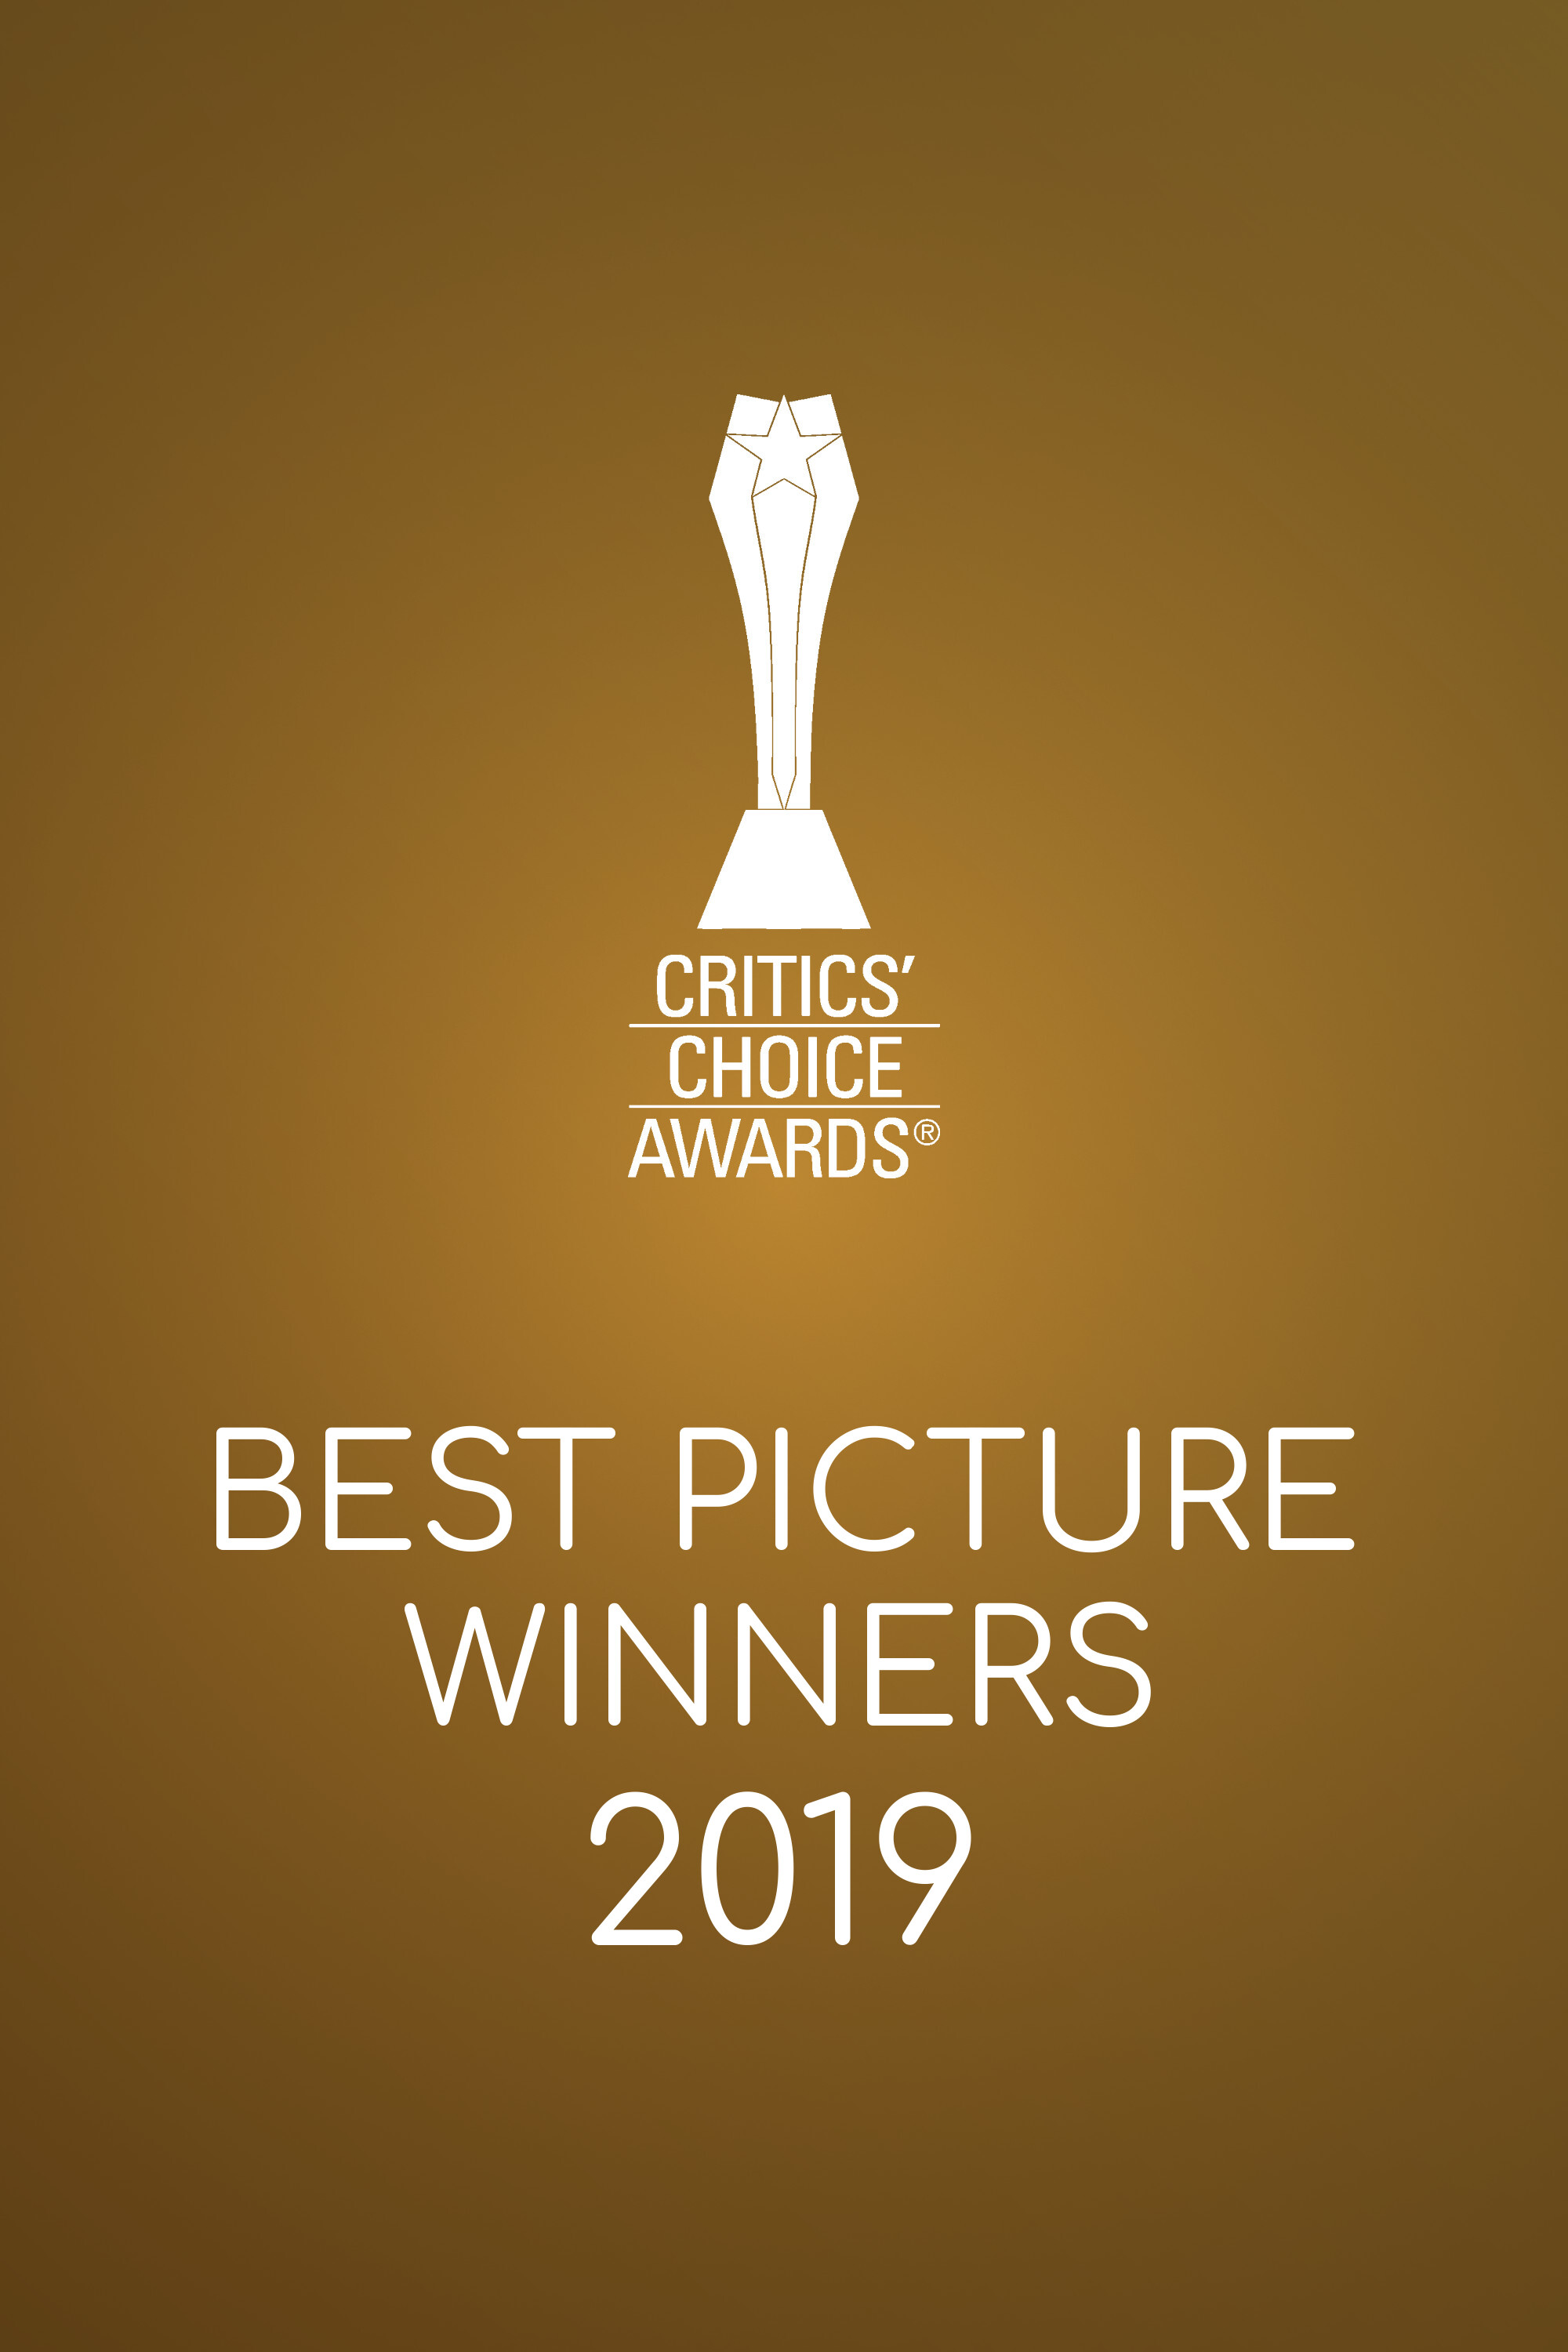 CRITICS'
CHOICE
AWARDS®
BEST PICTURE
WINNERS
2019